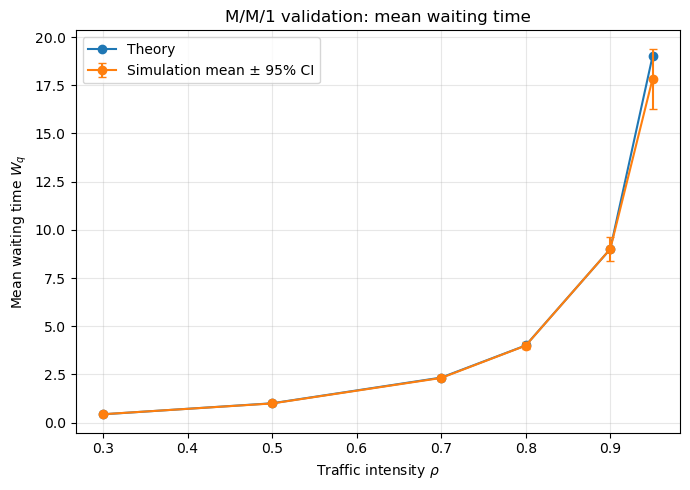 M/M/1 validation: mean waiting time
Theory
Simulation mean ± 95% CI
Mean waiting time $W_q$
20.0
17.5
15.0
12.5
10.0
7.5
5.0
2.5
0.0
0.3 0.4 0.5 0.6 0.7 0.8 0.9
Traffic intensity ρ